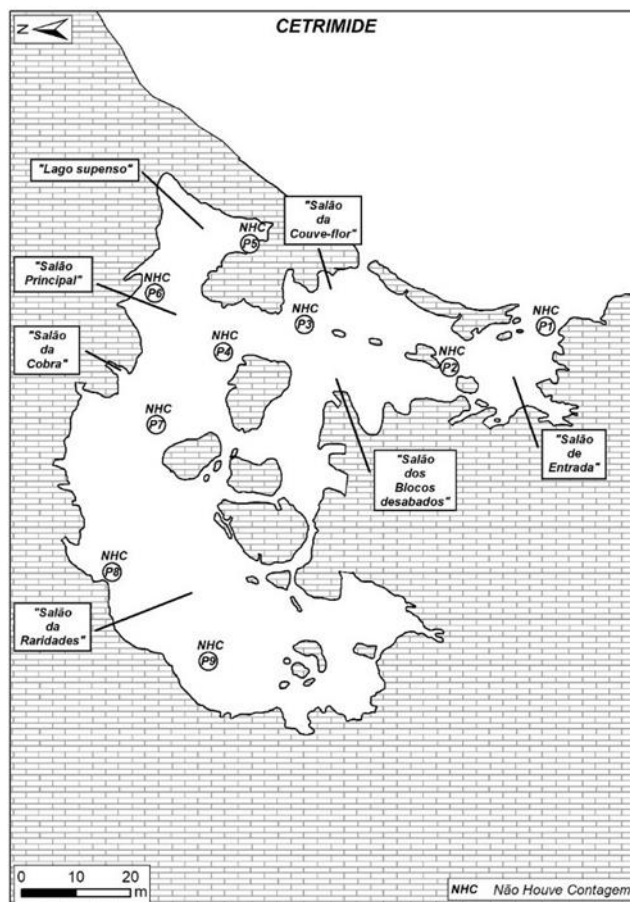 N
CETRIMIDE
"Lago supenso"
"Salão
da
Couve-flor"
NHC
P5
"Salão
Principal"
NHC
P6
NHC
P3
NHC
P1
"Salão
da
Cobra"
NHC
P4
NHC
P2
NHC
P7
"Salão
dos
Blocos
desabados"
"Salão
de
Entrada"
NHC
P8
"Salão
da
Raridades"
NHC
P9
0 10 20
m
NHC Não Houve Contagem